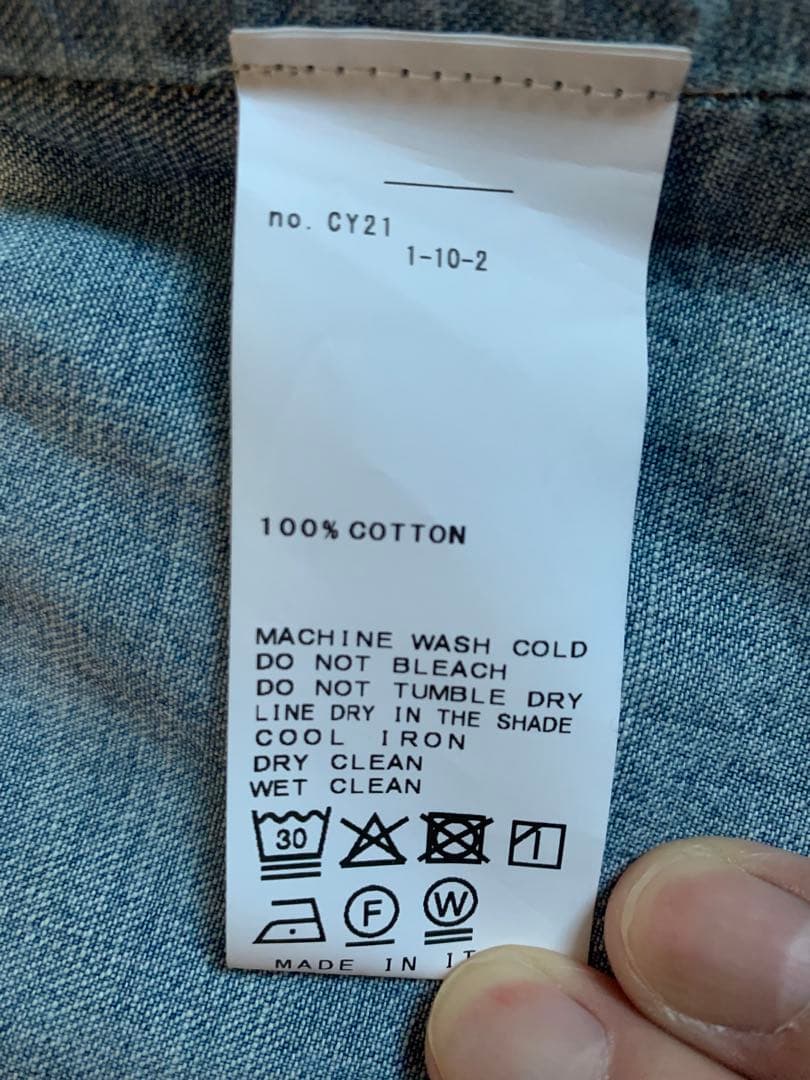 no. CY21
1-10-2
100% COTTON
MACHINE WASH COLD
DO NOT BLEACH
DO NOT TUMBLE DRY
LINE DRY IN THE SHADE
COOL IRON
DRY CLEAN
WET CLEAN
30
F W
MADE IN IT